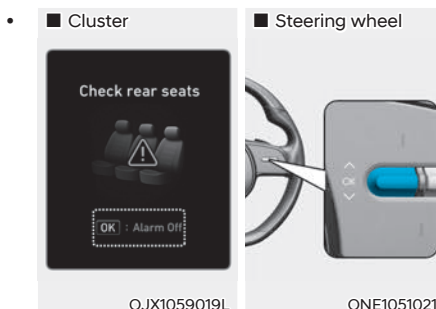 • ■ Cluster
■ Steering wheel
Check rear seats
OK : Alarm Off
OK
OJX1059019L
ONE1051021